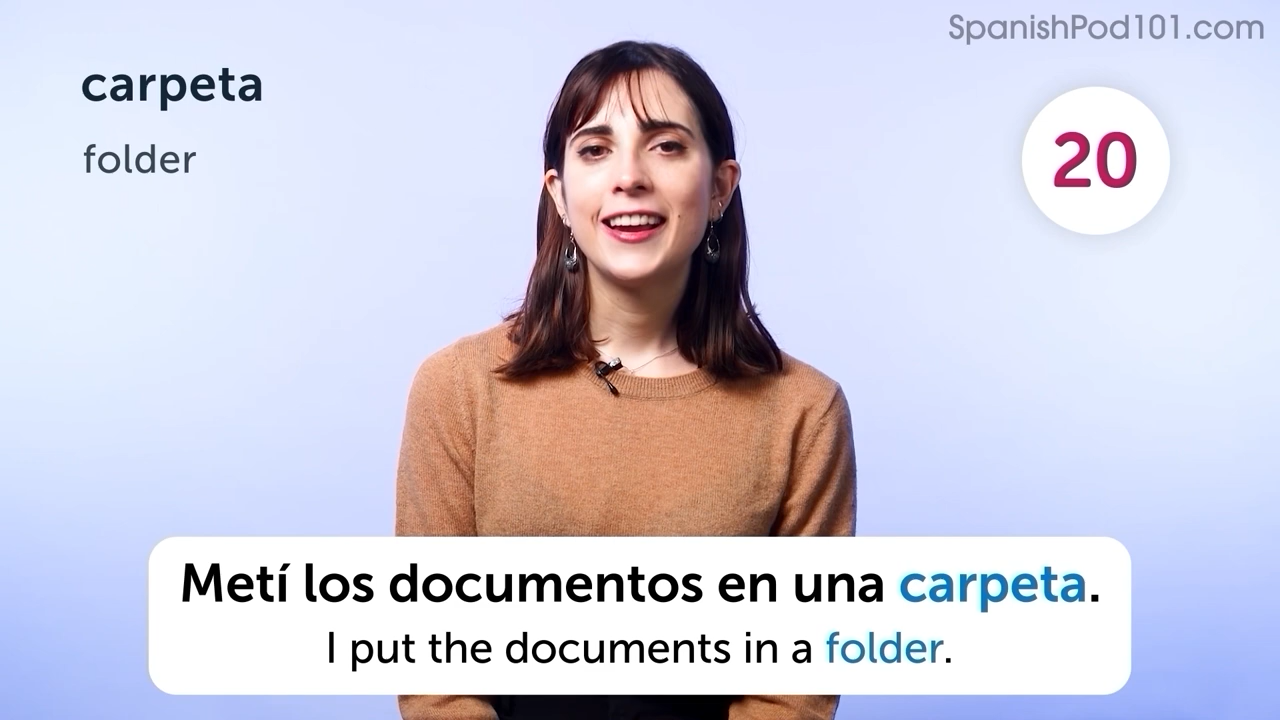 SpanishPod101.com
carpeta
folder
20
Metí los documentos en una carpeta.
I put the documents in a folder.